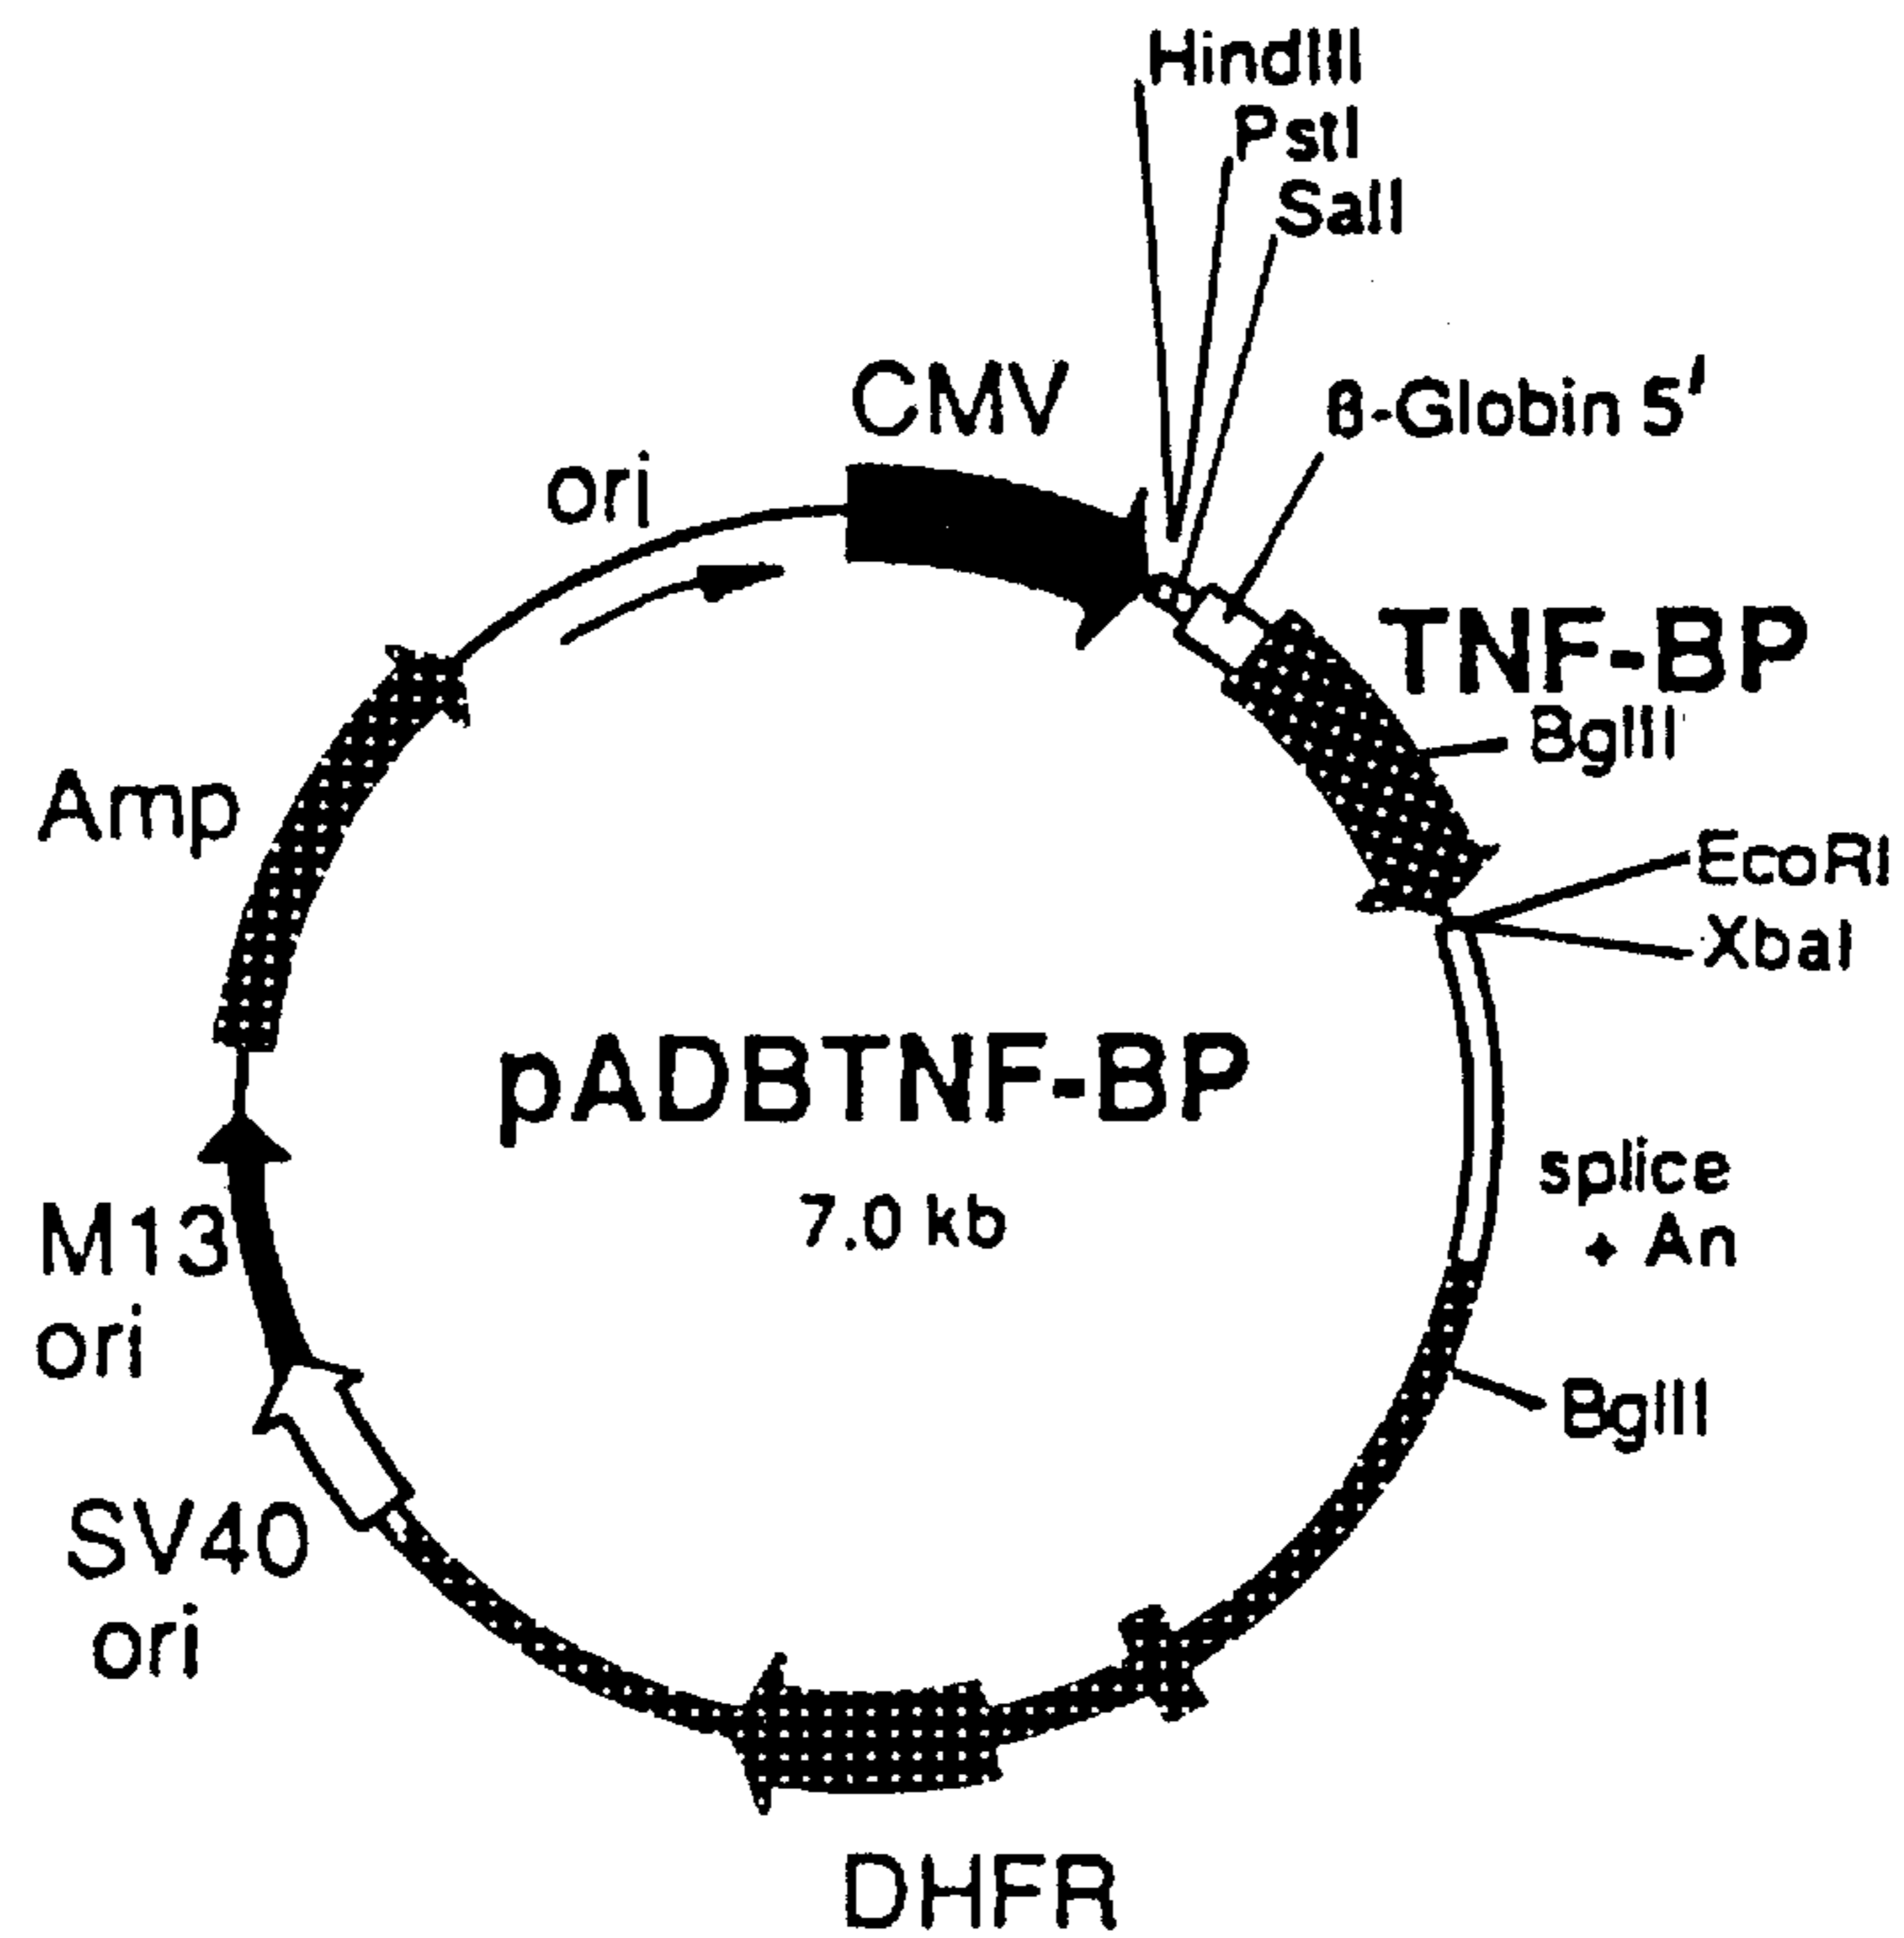 HindIII
PstI
SalI
CMV
β-Globin 5'
ori
TNF-BP
BglII
Amp
EcoRI
XbaI
pADBTNF-BP
7.0 kb
splice
+ An
M13
ori
BglII
SV40
ori
DHFR